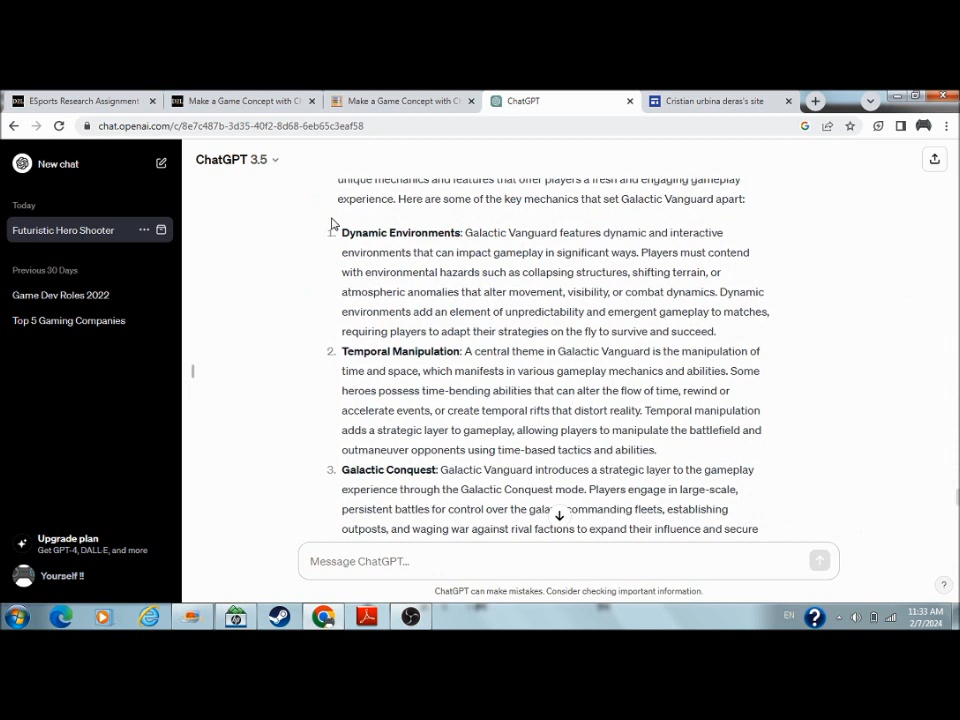 ESports Research Assignment
Make a Game Concept with C
Make a Game Concept with C
ChatGPT
Cristian urbina deras's site
chat.openai.com/c/8e7c487b-3d35-40f2-8d68-6eb65c3eaf58
New chat
ChatGPT 3.5
Today
Futuristic Hero Shooter
Previous 30 Days
Game Dev Roles 2022
Top 5 Gaming Companies
unique mechanics and features that offer players a fresh and engaging gameplay
experience. Here are some of the key mechanics that set Galactic Vanguard apart:
1. Dynamic Environments: Galactic Vanguard features dynamic and interactive
environments that can impact gameplay in significant ways. Players must contend
with environmental hazards such as collapsing structures, shifting terrain, or
atmospheric anomalies that alter movement, visibility, or combat dynamics. Dynamic
environments add an element of unpredictability and emergent gameplay to matches,
requiring players to adapt their strategies on the fly to survive and succeed.
2. Temporal Manipulation: A central theme in Galactic Vanguard is the manipulation of
time and space, which manifests in various gameplay mechanics and abilities. Some
heroes possess time-bending abilities that can alter the flow of time, rewind or
accelerate events, or create temporal rifts that distort reality. Temporal manipulation
adds a strategic layer to gameplay, allowing players to manipulate the battlefield and
outmaneuver opponents using time-based tactics and abilities.
3. Galactic Conquest: Galactic Vanguard introduces a strategic layer to the gameplay
experience through the Galactic Conquest mode. Players engage in large-scale,
persistent battles for control over the gala commanding fleets, establishing
outposts, and waging war against rival factions to expand their influence and secure
Upgrade plan
Get GPT-4, DALL·E, and more
Yourself !!
Message ChatGPT...
ChatGPT can make mistakes. Consider checking important information.
?
EN
11:33 AM
2/7/2024